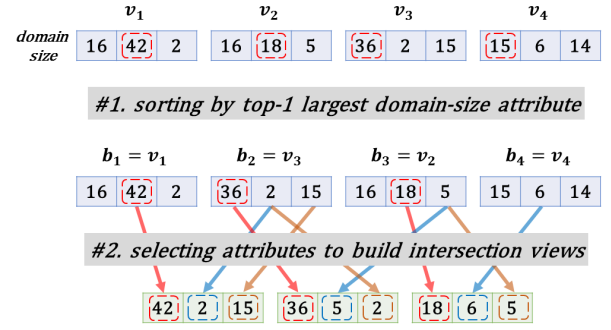 v₁ v₂ v₃ v₄
domain size 16 42 2 16 18 5 36 2 15 15 6 14
#1. sorting by top-1 largest domain-size attribute
b₁ = v₁ b₂ = v₃ b₃ = v₂ b₄ = v₄
16 42 2 36 2 15 16 18 5 15 6 14
#2. selecting attributes to build intersection views
42 2 15 36 5 2 18 6 5